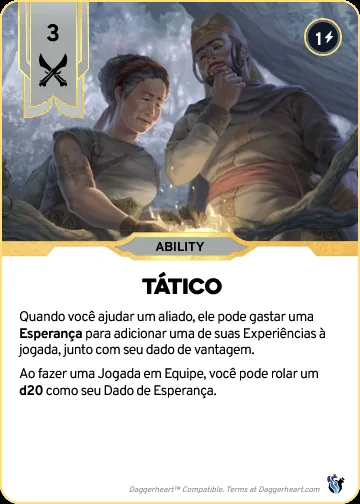 3
1
ABILITY
TÁTICO
Quando você ajudar um aliado, ele pode gastar uma
Esperança para adicionar uma de suas Experiências à
jogada, junto com seu dado de vantagem.
Ao fazer uma Jogada em Equipe, você pode rolar um
d20 como seu Dado de Esperança.
Daggerheart™ Compatible. Terms at Daggerheart.com